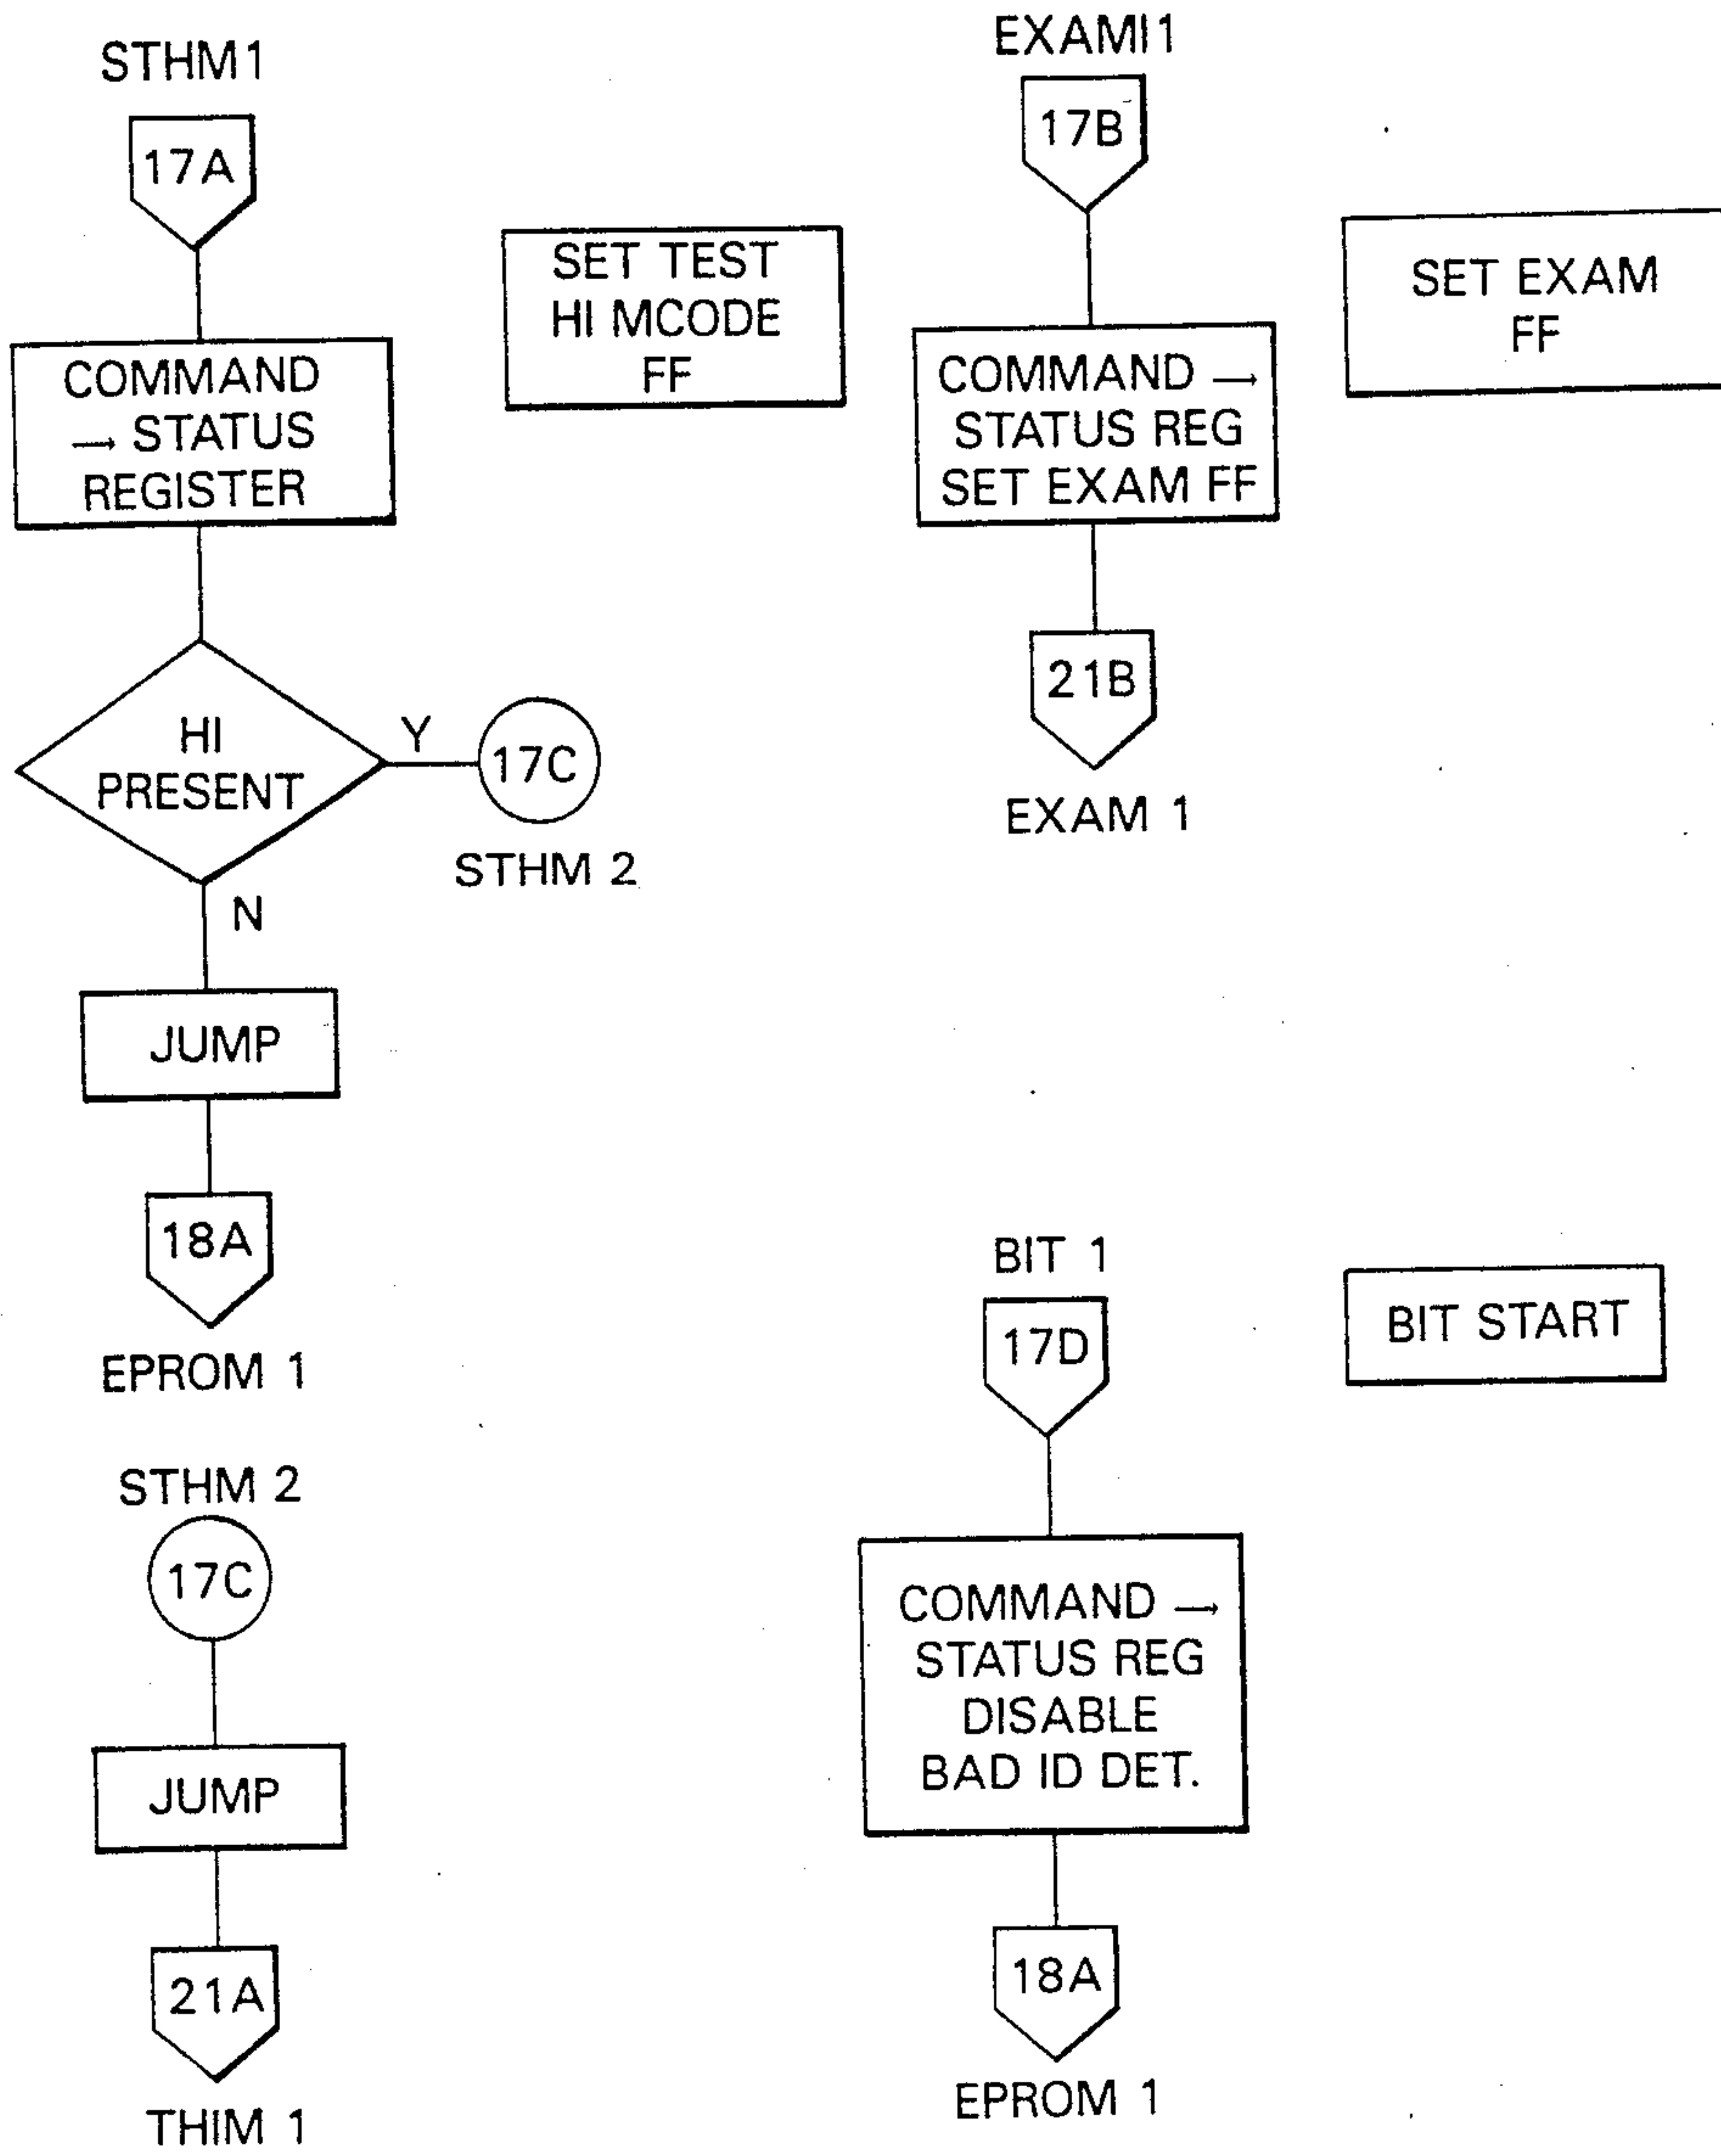 STHM 1
17A
SET TEST
HI MCODE
FF
COMMAND
→ STATUS
REGISTER
HI
PRESENT
Y
17C
STHM 2
N
JUMP
18A
EPROM 1
STHM 2
17C
JUMP
21A
THIM 1
EXAMI1
17B
SET EXAM
FF
COMMAND →
STATUS REG
SET EXAM FF
21B
EXAM 1
BIT 1
17D
BIT START
COMMAND →
STATUS REG
DISABLE
BAD ID DET.
18A
EPROM 1